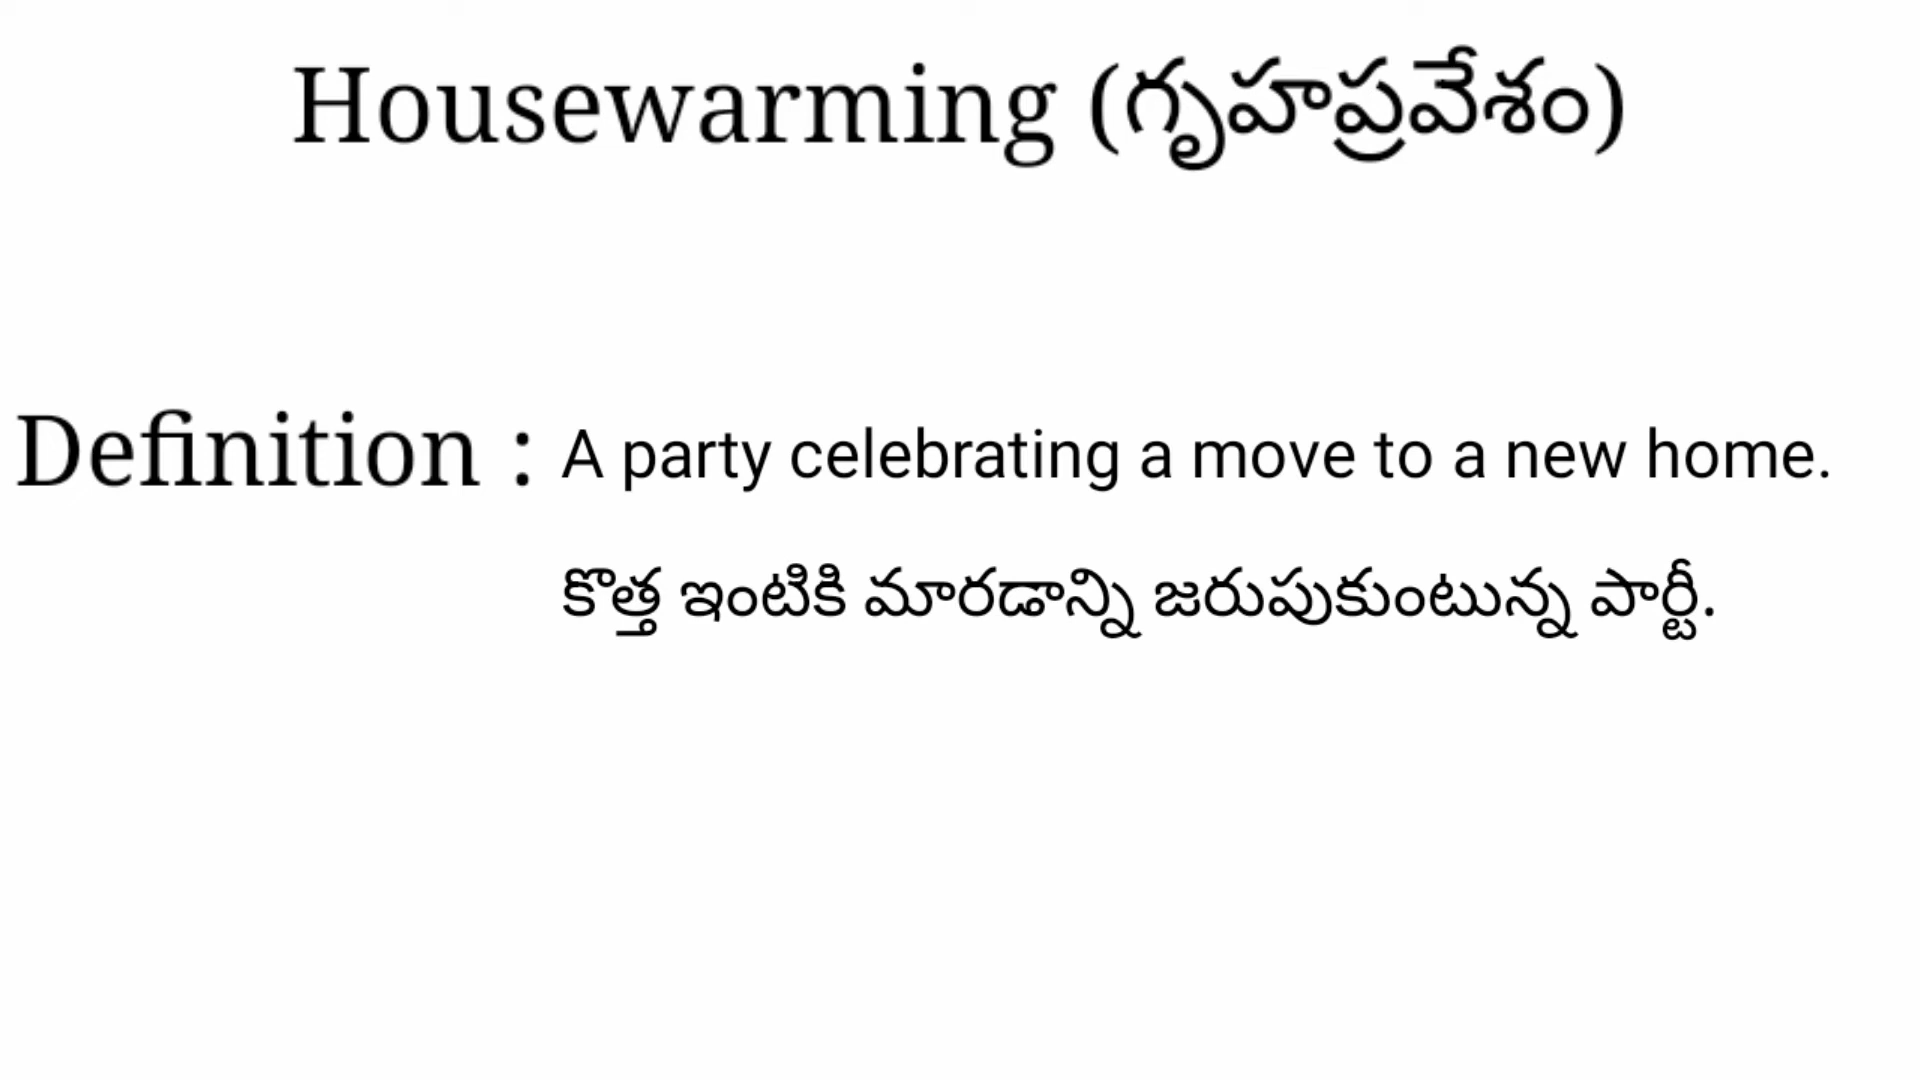 Housewarming (గృహప్రవేశం)
Definition : A party celebrating a move to a new home.
కొత్త ఇంటికి మారడాన్ని జరుపుకుంటున్న పార్టీ.